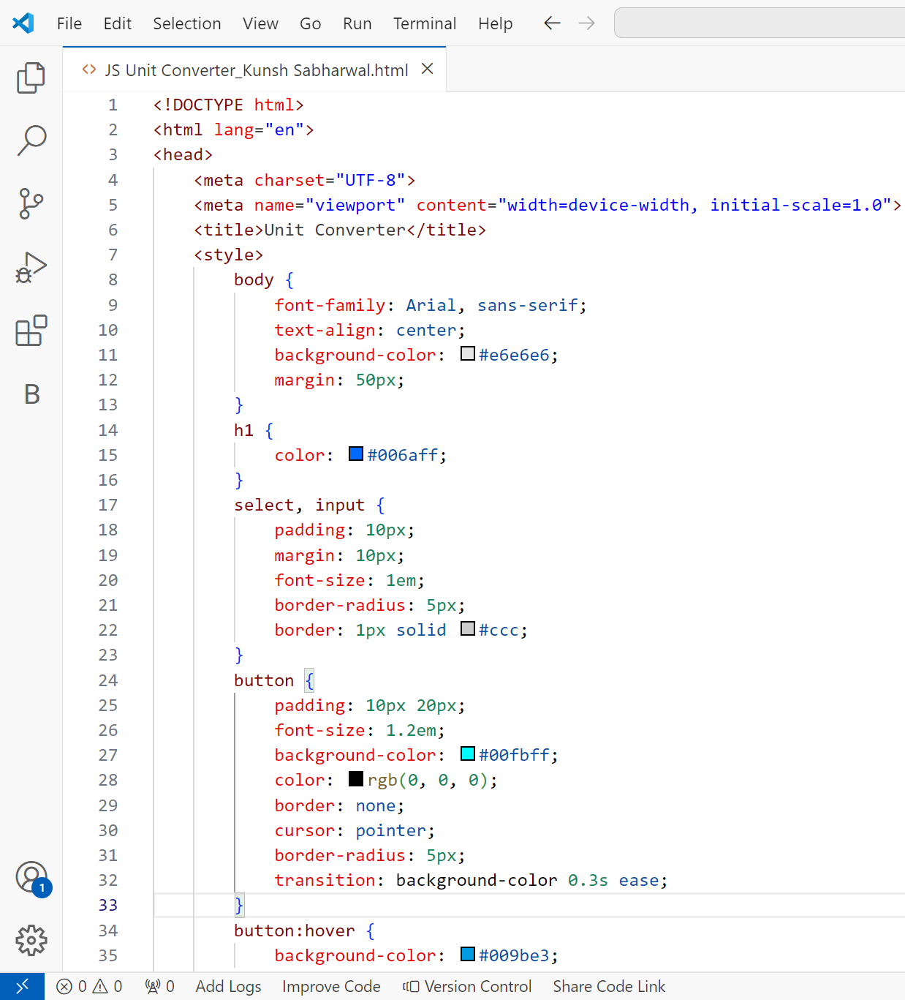 File Edit Selection View Go Run Terminal Help
JS Unit Converter_Kunsh Sabharwal.html
1 <!DOCTYPE html>
2 <html lang="en">
3 <head>
4 <meta charset="UTF-8">
5 <meta name="viewport" content="width=device-width, initial-scale=1.0">
6 <title>Unit Converter</title>
7 <style>
8 body {
9 font-family: Arial, sans-serif;
10 text-align: center;
11 background-color: #e6e6e6;
12 margin: 50px;
13 }
14 h1 {
15 color: #006aff;
16 }
17 select, input {
18 padding: 10px;
19 margin: 10px;
20 font-size: 1em;
21 border-radius: 5px;
22 border: 1px solid #ccc;
23 }
24 button {
25 padding: 10px 20px;
26 font-size: 1.2em;
27 background-color: #00fbff;
28 color: rgb(0, 0, 0);
29 border: none;
30 cursor: pointer;
31 border-radius: 5px;
32 transition: background-color 0.3s ease;
33 }
34 button:hover {
35 background-color: #009be3;
B
1
0 0 0 Add Logs Improve Code Version Control Share Code Link